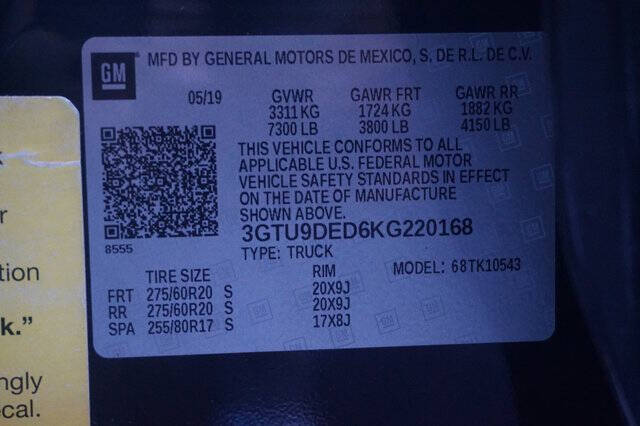 GM
MFD BY GENERAL MOTORS DE MEXICO, S. DE R.L. DE C.V.
05/19 GVWR GAWR FRT GAWR RR
3311 KG 1724 KG 1882 KG
7300 LB 3800 LB 4150 LB
THIS VEHICLE CONFORMS TO ALL
APPLICABLE U.S. FEDERAL MOTOR
VEHICLE SAFETY STANDARDS IN EFFECT
ON THE DATE OF MANUFACTURE
SHOWN ABOVE.
8555
3GTU9DED6KG220168
TYPE: TRUCK
TIRE SIZE RIM MODEL: 68TK10543
FRT 275/60R20 S 20X9J
RR 275/60R20 S 20X9J
SPA 255/80R17 S 17X8J
r
tion
k.”
ngly
cal.